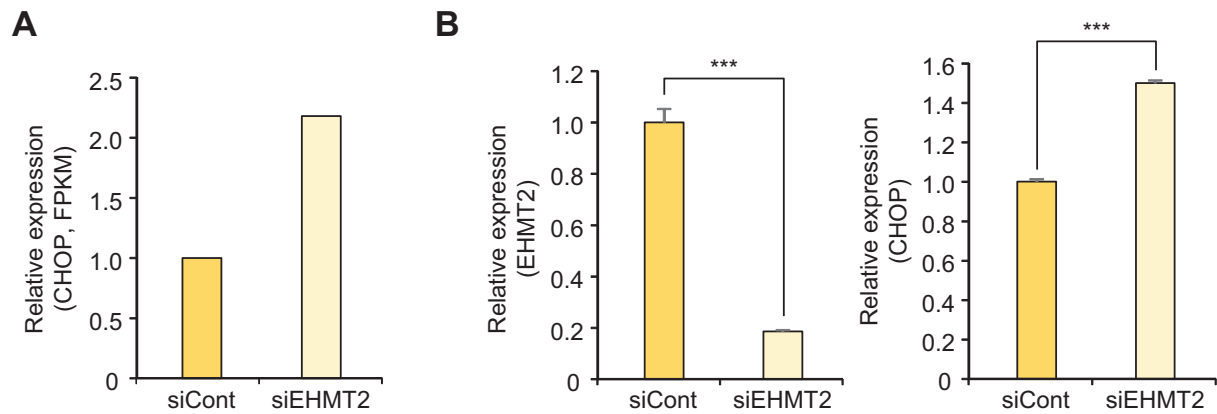 A
Relative expression
(CHOP, FPKM)
2.5
2.0
1.5
1.0
0.5
0
siCont
siEHMT2
B
Relative expression
(EHMT2)
1.2
1.0
0.8
0.6
0.4
0.2
0
***
siCont
siEHMT2
Relative expression
(CHOP)
1.6
1.4
1.2
1.0
0.8
0.6
0.4
0.2
0
***
siCont
siEHMT2